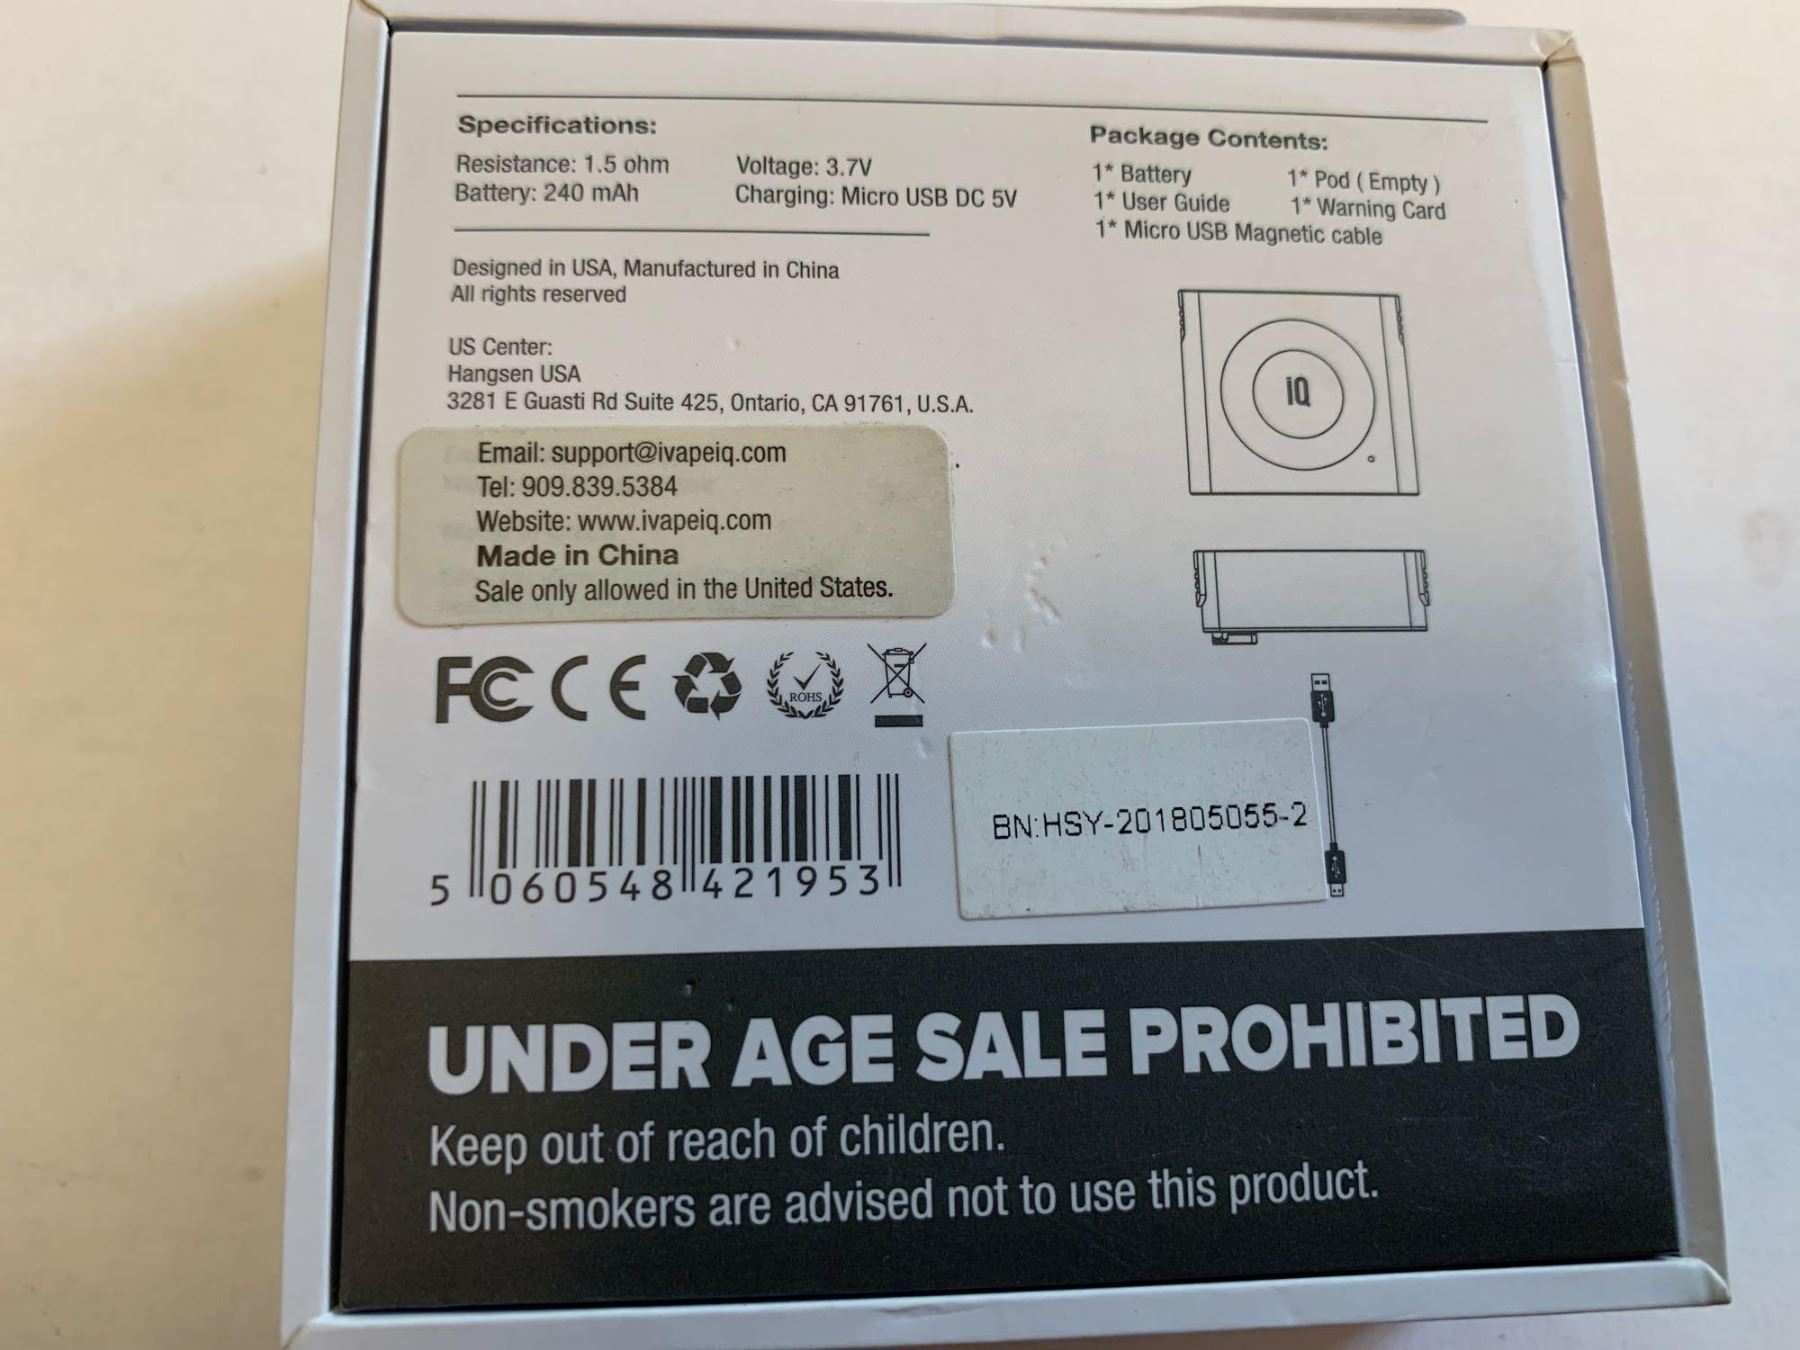 Specifications:
Resistance: 1.5 ohm
Voltage: 3.7V
Battery: 240 mAh
Charging: Micro USB DC 5V
Designed in USA, Manufactured in China
All rights reserved
US Center:
Hangsen USA
3281 E Guasti Rd Suite 425, Ontario, CA 91761, U.S.A.
Email: support@ivapeiq.com
Tel: 909.839.5384
Website: www.ivapeiq.com
Made in China
Sale only allowed in the United States.
FC CE
ROHS
5 060548 421953
Package Contents:
1* Battery
1* Pod ( Empty )
1* User Guide
1* Warning Card
1* Micro USB Magnetic cable
iQ
BN:HSY-201805055-2
UNDER AGE SALE PROHIBITED
Keep out of reach of children.
Non-smokers are advised not to use this product.